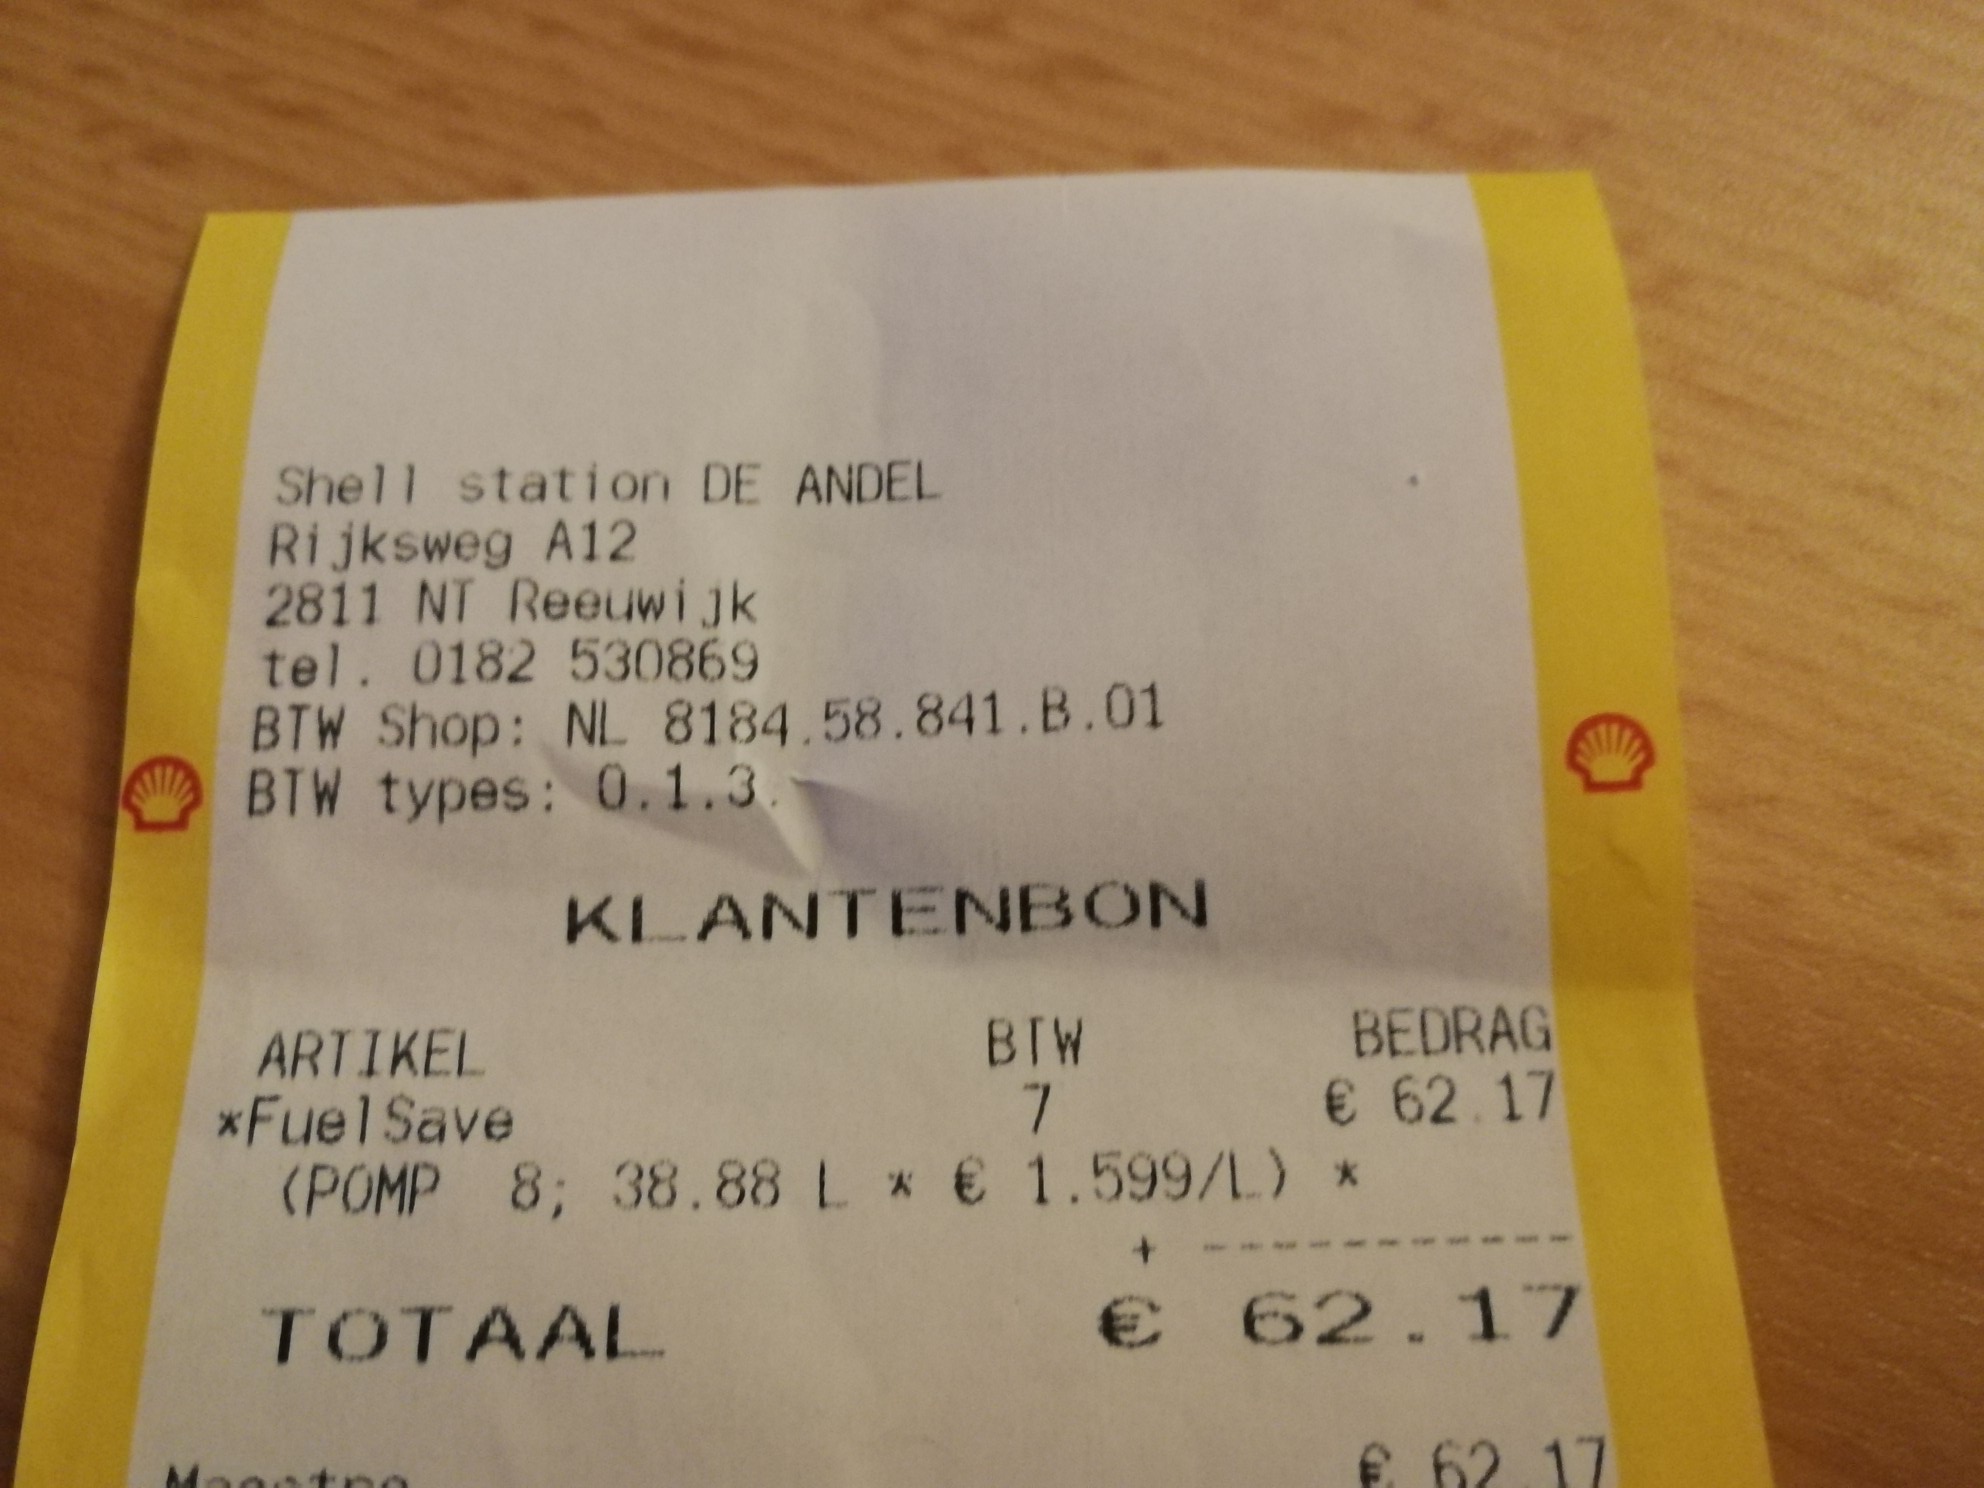 Shell station DE ANDEL
Rijksweg A12
2811 NT Reeuwijk
tel. 0182 530869
BTW Shop: NL 8184.58.841.B.01
BTW types: 0.1.3.
KLANTENBON
ARTIKEL BTW BEDRAG
*FuelSave 7 € 62.17
(POMP 8; 38.88 L * € 1.599/L) *
+ -----------
TOTAAL € 62.17
Maestro € 62.17